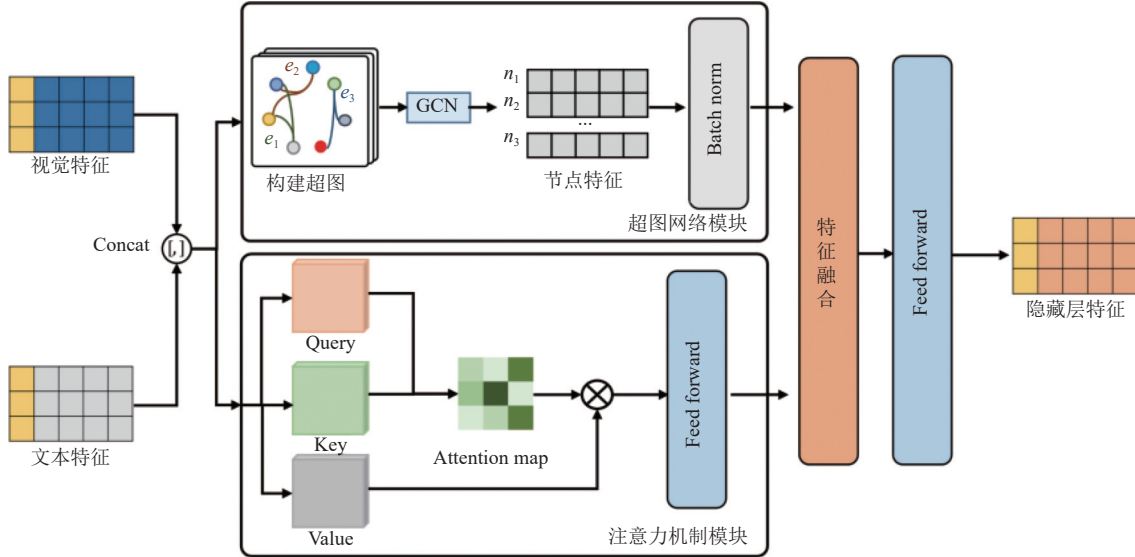 视觉特征
Concat
[,]
文本特征
e2
e3
e1
构建超图
GCN
n1
n2
...
n3
节点特征
Batch norm
超图网络模块
Query
Key
Value
Attention map
Feed forward
注意力机制模块
特征融合
Feed forward
隐藏层特征